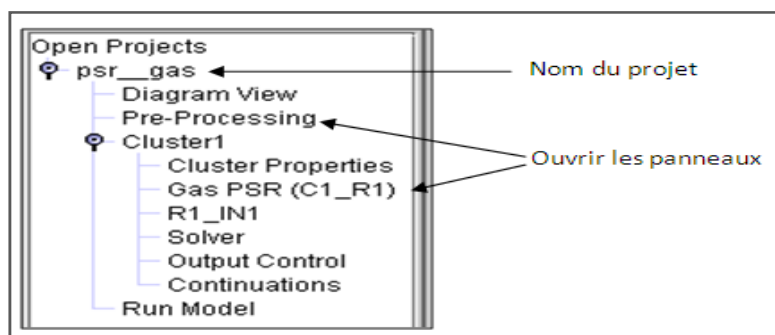 Open Projects
psr__gas
Nom du projet
Diagram View
Pre-Processing
Cluster1
Ouvrir les panneaux
Cluster Properties
Gas PSR (C1_R1)
R1_IN1
Solver
Output Control
Continuations
Run Model